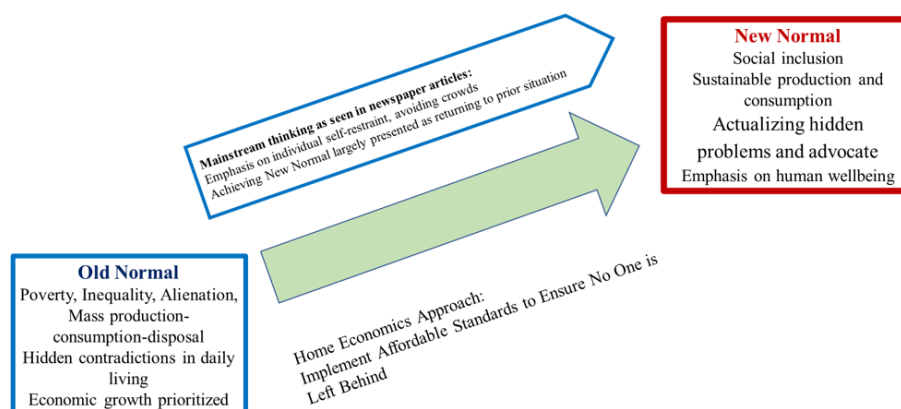 New Normal
Social inclusion
Sustainable production and
consumption
Actualizing hidden
problems and advocate
Emphasis on human wellbeing
Mainstream thinking as seen in newspaper articles:
Emphasis on individual self-restraint, avoiding crowds
Achieving New Normal largely presented as returning to prior situation
Old Normal
Poverty, Inequality, Alienation,
Mass production-
consumption-disposal
Hidden contradictions in daily
living
Economic growth prioritized
Home Economics Approach:
Implement Affordable Standards to Ensure No One is
Left Behind